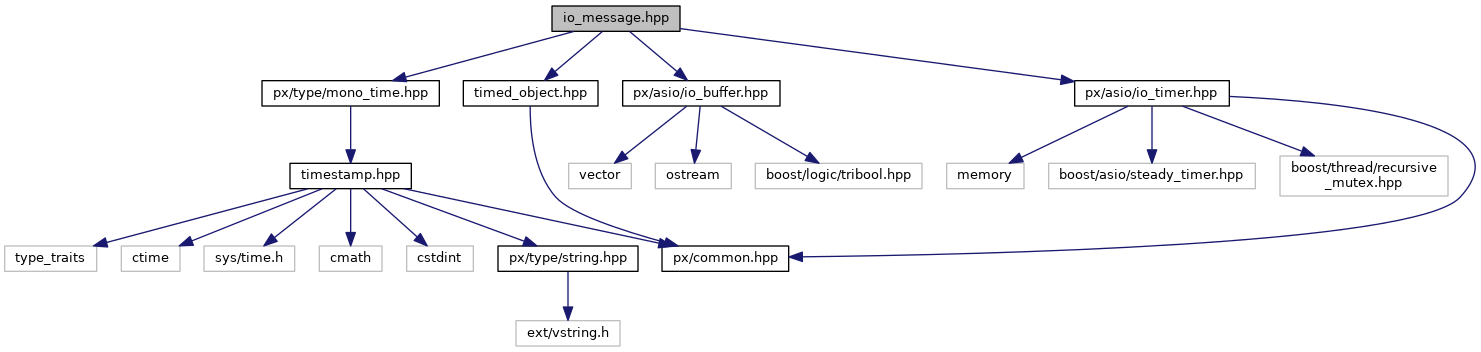 io_message.hpp
px/type/mono_time.hpp
timed_object.hpp
px/asio/io_buffer.hpp
px/asio/io_timer.hpp
timestamp.hpp
vector
ostream
boost/logic/tribool.hpp
memory
boost/asio/steady_timer.hpp
boost/thread/recursive
_mutex.hpp
type_traits
ctime
sys/time.h
cmath
cstdint
px/type/string.hpp
px/common.hpp
ext/vstring.h